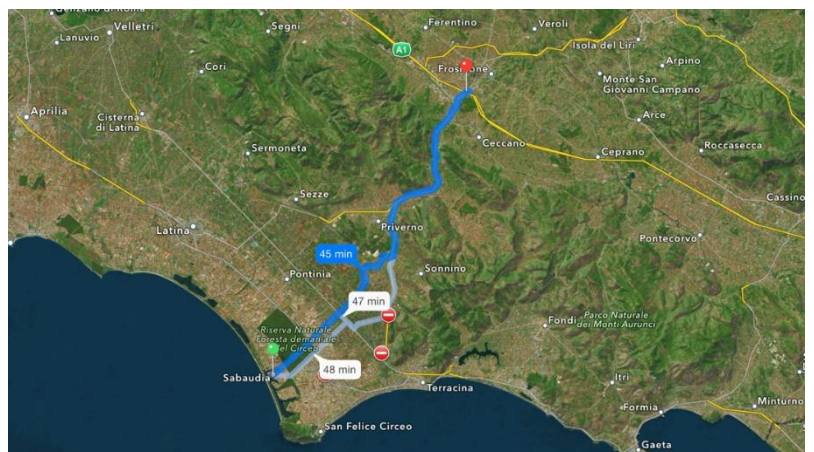 Genzano di Roma
Velletri
Lanuvio
Segni
Ferentino
Veroli
Isola del Liri
A1
Cori
Frosinone
Arpino
Monte San
Giovanni Campano
Aprilia
Cisterna
di Latina
Arce
Sermoneta
Ceccano
Ceprano
Roccasecca
Sezze
Cassino
Latina
Priverno
Pontecorvo
45 min
Sonnino
Pontinia
47 min
Riserva Naturale
Foresta demaniale
del Circeo
Fondi
Parco Naturale
dei Monti Aurunci
48 min
Sabaudia
Terracina
Itri
Formia
Minturno
San Felice Circeo
Gaeta